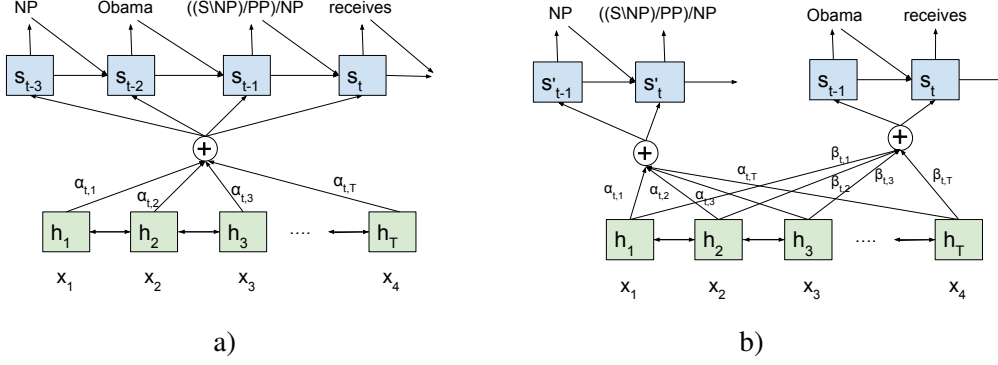 NP Obama ((S\NP)/PP)/NP receives
s_{t-3} s_{t-2} s_{t-1} s_t
+
α_{t,1} α_{t,2} α_{t,3} α_{t,T}
h_1 h_2 h_3 .... h_T
x_1 x_2 x_3 x_4
a)
NP ((S\NP)/PP)/NP Obama receives
s'_{t-1} s'_t s_{t-1} s_t
+ +
α_{t,1} α_{t,2} α_{t,3} α_{t,T} β_{t,1} β_{t,2} β_{t,3} β_{t,T}
h_1 h_2 h_3 .... h_T
x_1 x_2 x_3 x_4
b)